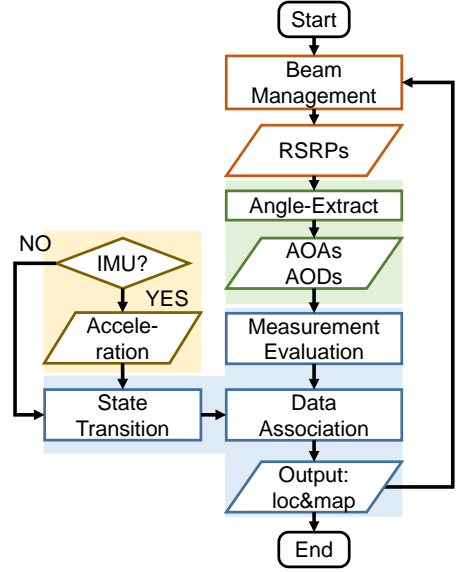 Start
Beam
Management
RSRPs
Angle-Extract
AOAs
AODs
NO
IMU?
YES
Accele-
ration
Measurement
Evaluation
State
Transition
Data
Association
Output:
loc&map
End